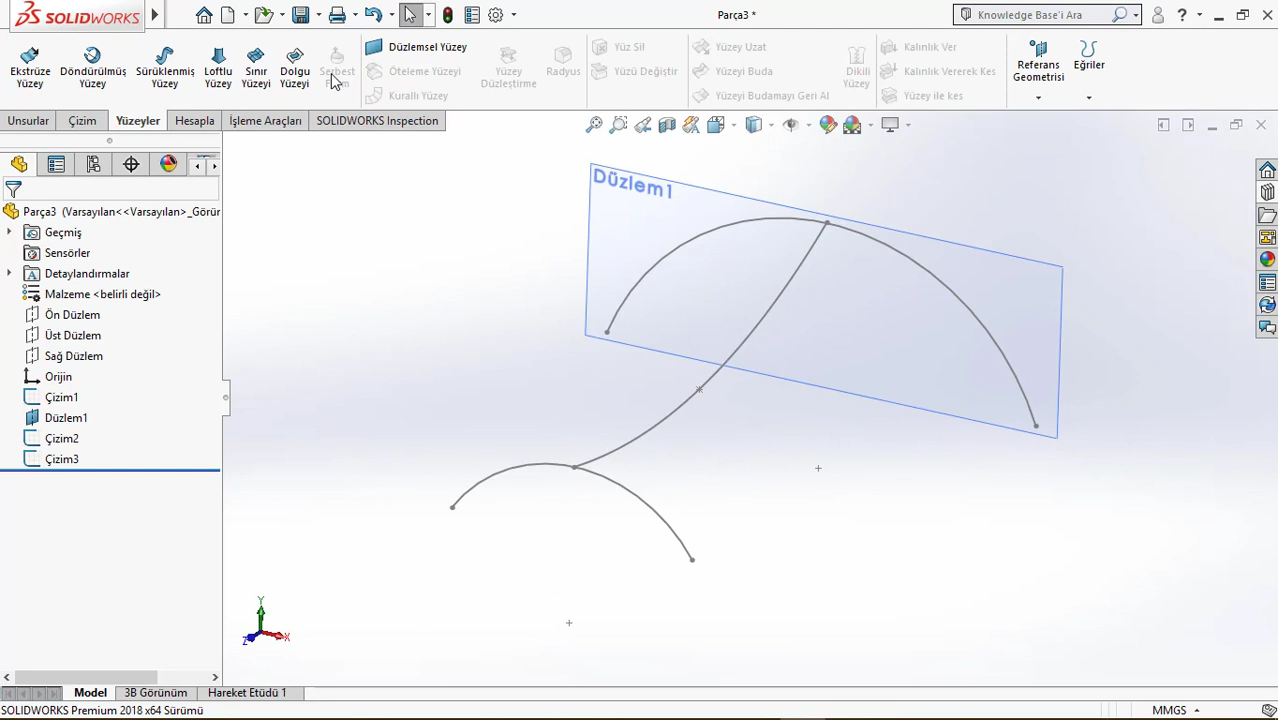 SOLIDWORKS
Parça3 *
Knowledge Base'i Ara
?
Ekstrüze Yüzey
Döndürülmüş Yüzey
Sürüklenmiş Yüzey
Loftlu Yüzey
Sınır Yüzeyi
Dolgu Yüzeyi
Serbest Form
Düzlemsel Yüzey
Öteleme Yüzeyi
Kurallı Yüzey
Yüzey Düzleştirme
Radyus
Yüz Sil
Yüzü Değiştir
Yüzey Uzat
Yüzeyi Buda
Yüzeyi Budamayı Geri Al
Dikili Yüzey
Kalınlık Ver
Kalınlık Vererek Kes
Yüzey ile kes
Referans Geometrisi
Eğriler
Unsurlar
Çizim
Yüzeyler
Hesapla
İşleme Araçları
SOLIDWORKS Inspection
Parça3 (Varsayılan<<Varsayılan>_Görür
Geçmiş
Sensörler
Detaylandırmalar
Malzeme <belirli değil>
Ön Düzlem
Üst Düzlem
Sağ Düzlem
Orijin
Çizim1
Düzlem1
Çizim2
Çizim3
Düzlem1
Y
Z
X
Model
3B Görünüm
Hareket Etüdü 1
SOLIDWORKS Premium 2018 x64 Sürümü
MMGS